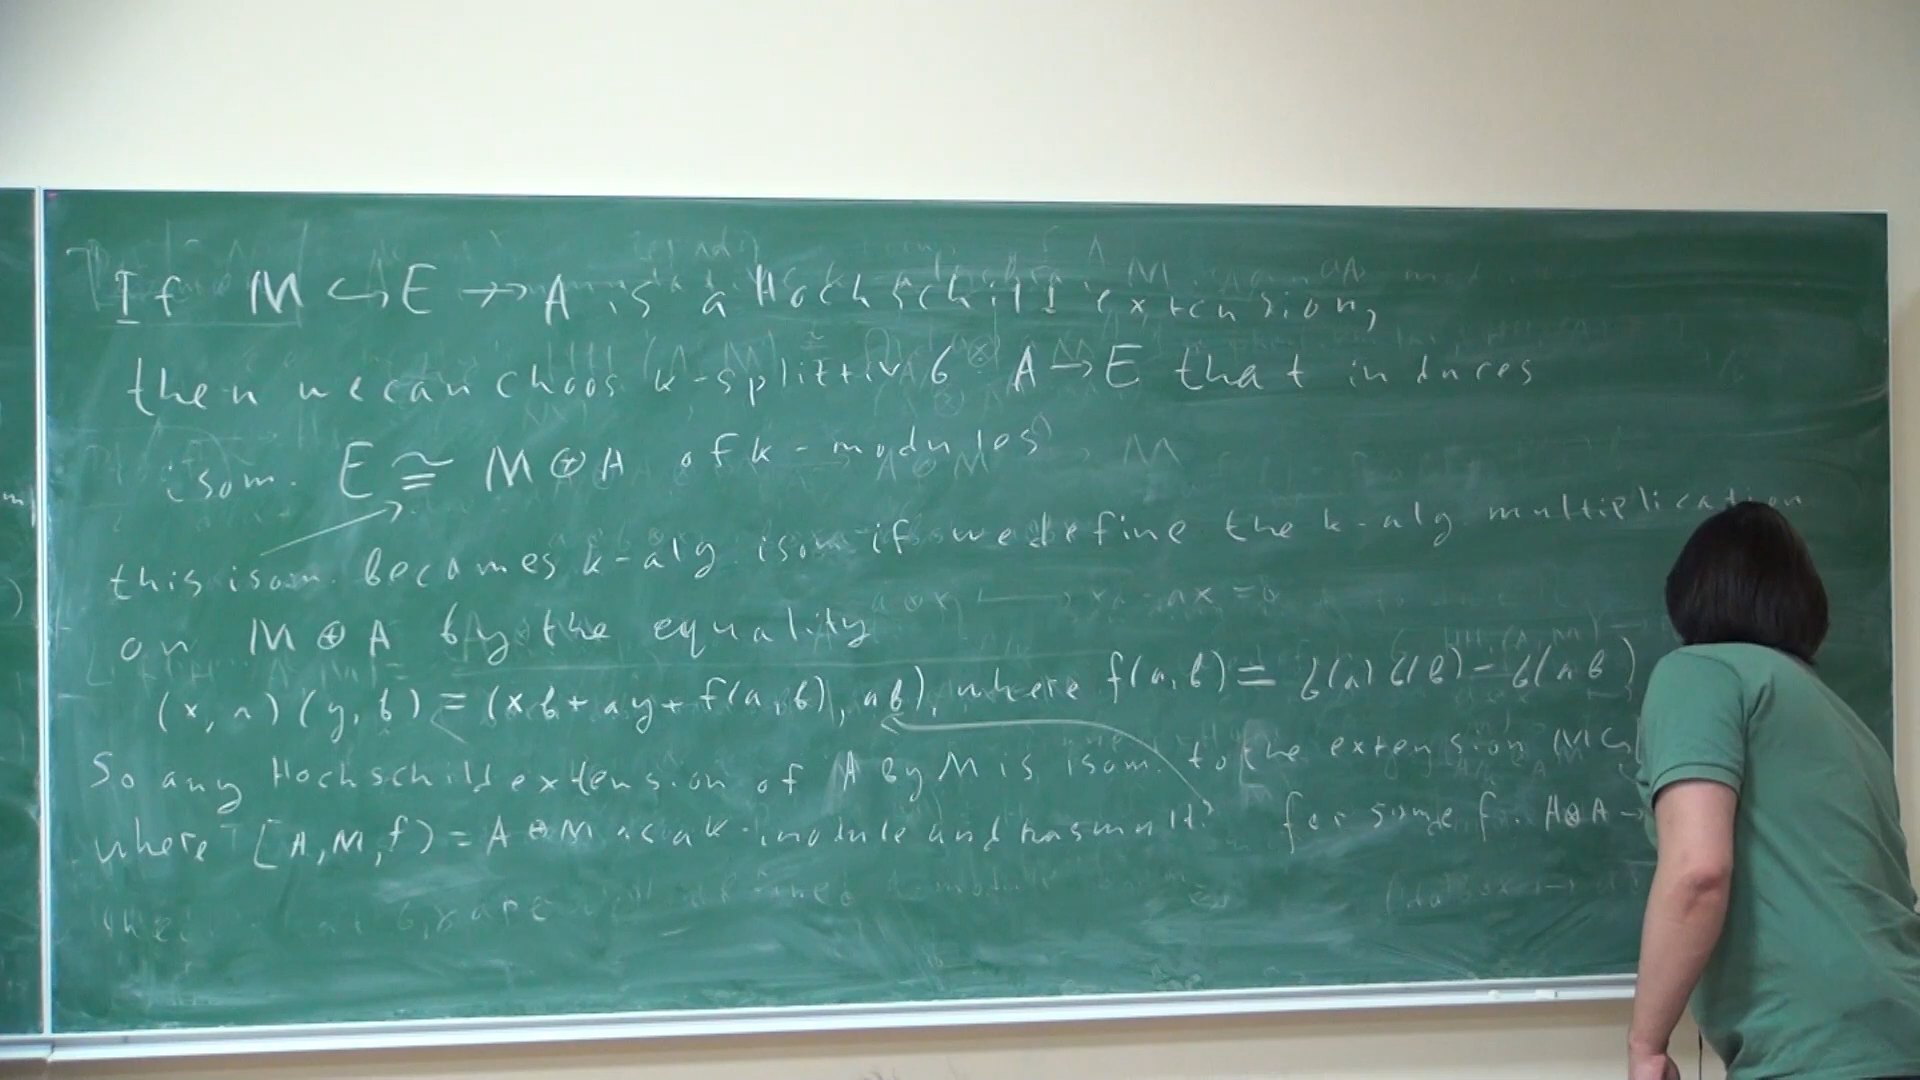 If M ↪ E ↠ A is a Hochschild extension,
then we can choos k-splittin б A → E that induces
isom. E ≅ M ⊕ A of k-modules
this isom. becomes k-alg isom if we define the k-alg multiplication
on M ⊕ A by the equality
(x, a)(y, b) = (xb + ay + f(a, b), ab), where f(a, b) = б(a) б(b) - б(ab)
So any Hochschild extension of A by M is isom. to the extension
where [A, M, f) = A ⊕ M as a k-module and has mult. for some f: A⊗A →